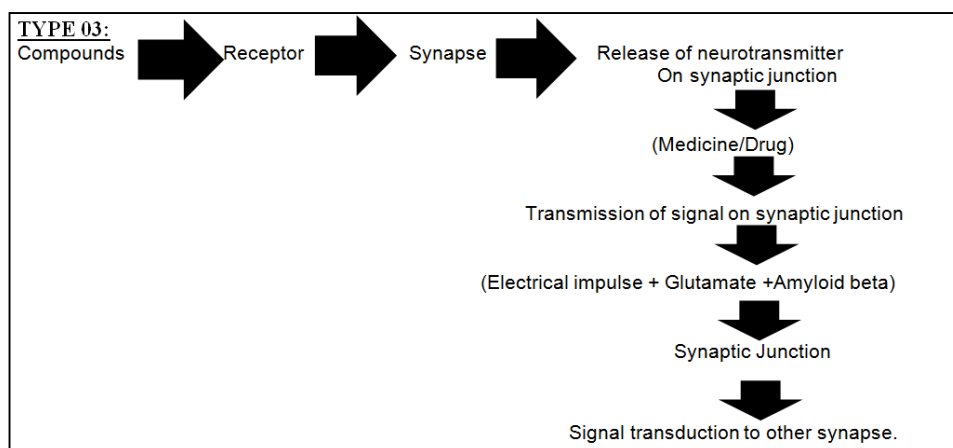 TYPE 03:
Compounds Receptor Synapse Release of neurotransmitter
On synaptic junction
(Medicine/Drug)
Transmission of signal on synaptic junction
(Electrical impulse + Glutamate +Amyloid beta)
Synaptic Junction
Signal transduction to other synapse.